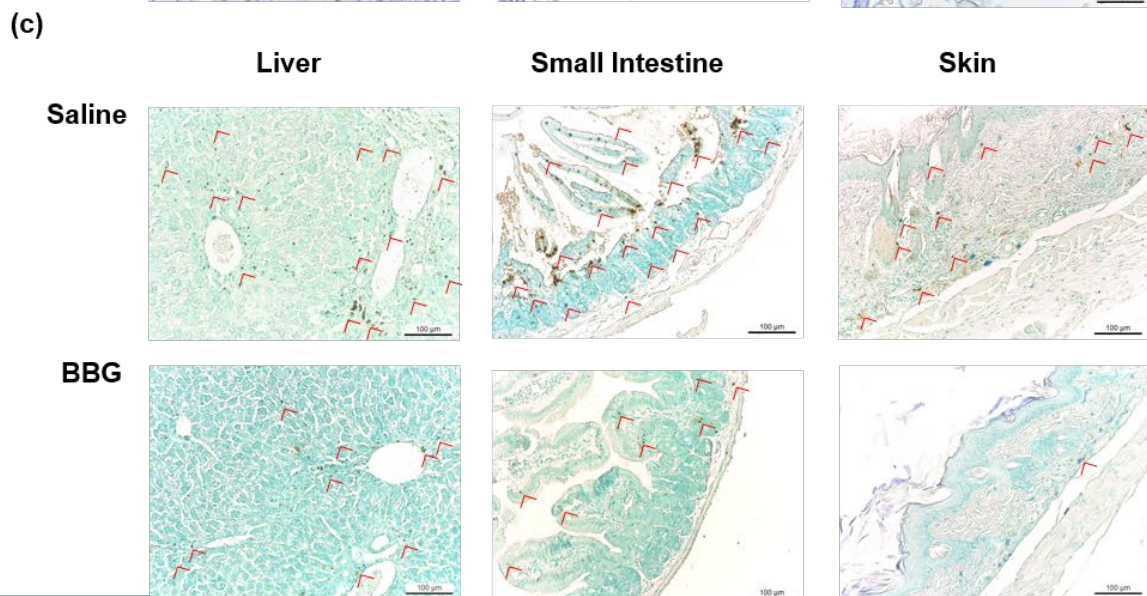 (c)
Liver Small Intestine Skin
Saline
100 µm 100 µm 100 µm
BBG
100 µm 100 µm 100 µm